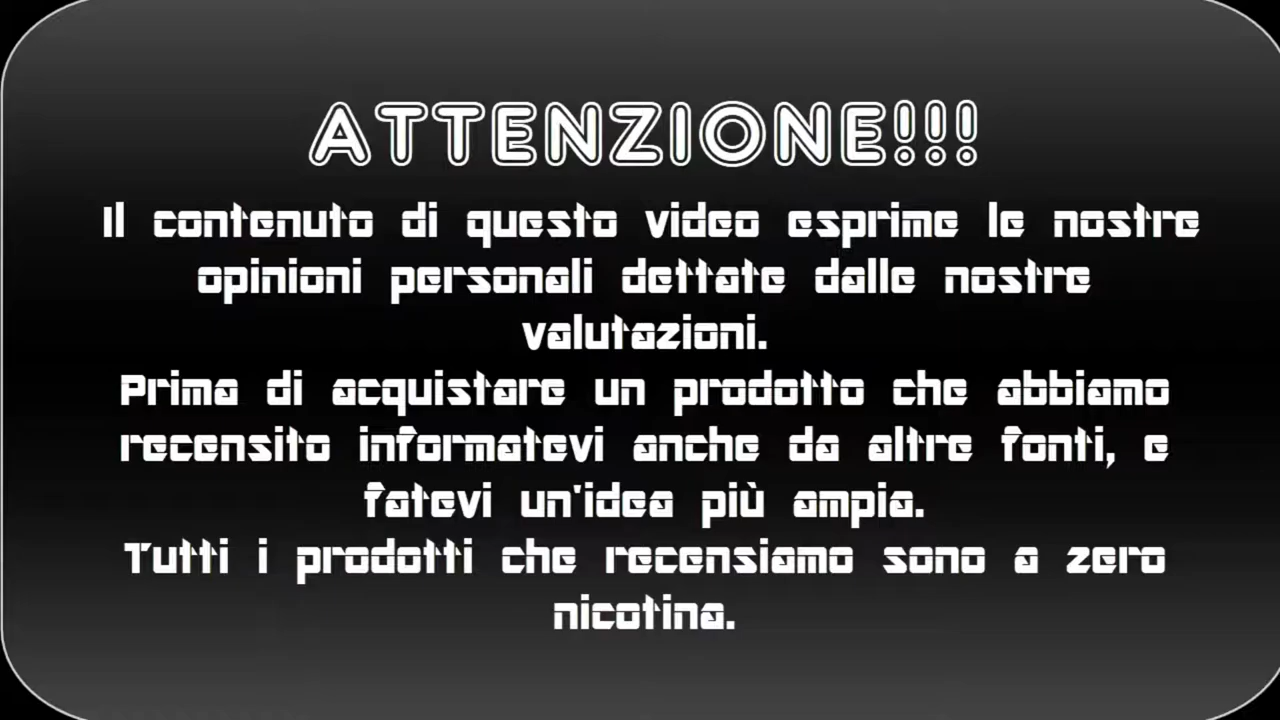 ATTENZIONE!!!
Il contenuto di questo video esprime le nostre
opinioni personali dettate dalle nostre
valutazioni.
Prima di acquistare un prodotto che abbiamo
recensito informatevi anche da altre fonti, e
fatevi un'idea più ampia.
Tutti i prodotti che recensiamo sono a zero
nicotina.